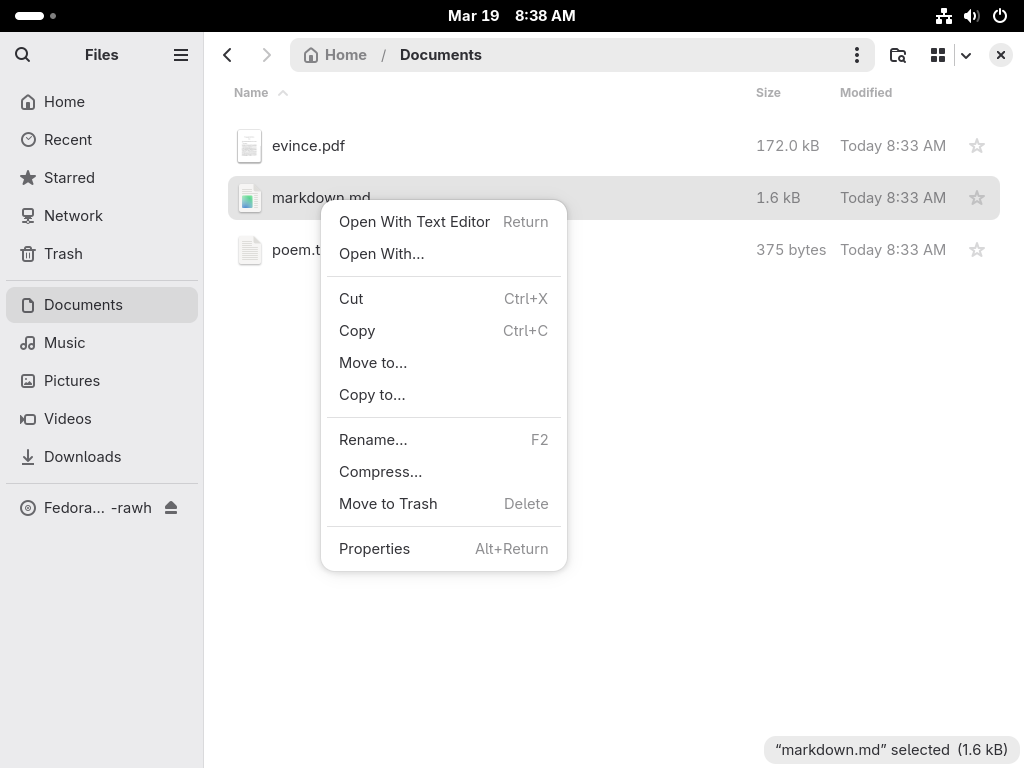 Mar 19 8:38 AM
Files
Home / Documents
Name Size Modified
Home
Recent
Starred
Network
Trash
Documents
Music
Pictures
Videos
Downloads
Fedora… -rawh
evince.pdf 172.0 kB Today 8:33 AM
markdown.md 1.6 kB Today 8:33 AM
poem.t 375 bytes Today 8:33 AM
Open With Text Editor Return
Open With…
Cut Ctrl+X
Copy Ctrl+C
Move to…
Copy to…
Rename… F2
Compress…
Move to Trash Delete
Properties Alt+Return
“markdown.md” selected (1.6 kB)